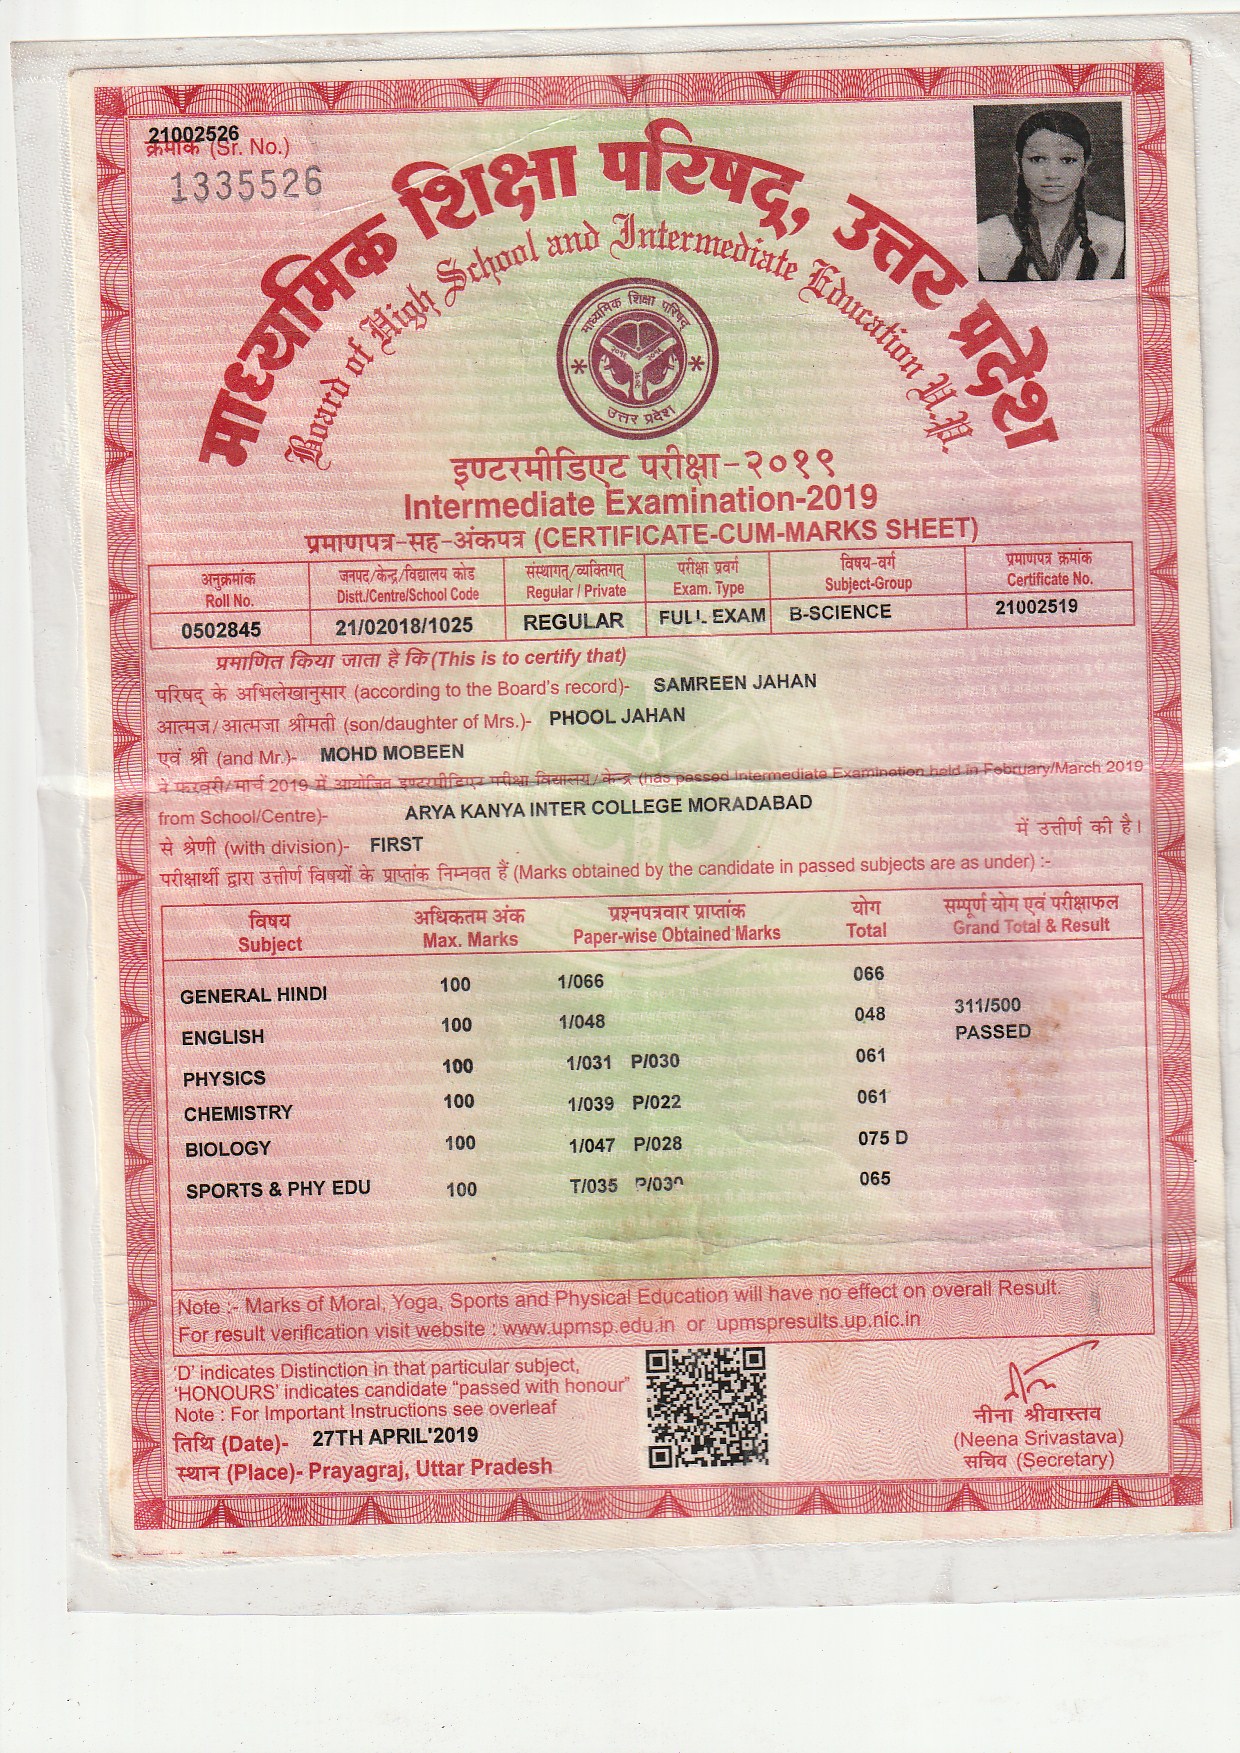 21002526
क्रमांक (Sr. No.)
1335526
माध्यमिक शिक्षा परिषद्, उत्तर प्रदेश
Board of High School and Intermediate Education U.P.
माध्यमिक शिक्षा परिषद्
उत्तर प्रदेश
इण्टरमीडिएट परीक्षा-२०१९
Intermediate Examination-2019
प्रमाणपत्र-सह-अंकपत्र (CERTIFICATE-CUM-MARKS SHEET)
अनुक्रमांक जनपद/केन्द्र/विद्यालय कोड संस्थागत्/व्यक्तिगत् परीक्षा प्रवर्ग विषय-वर्ग प्रमाणपत्र क्रमांक
Roll No. Distt./Centre/School Code Regular / Private Exam. Type Subject-Group Certificate No.
0502845 21/02018/1025 REGULAR FULL EXAM B-SCIENCE 21002519
प्रमाणित किया जाता है कि (This is to certify that)
परिषद् के अभिलेखानुसार (according to the Board's record)- SAMREEN JAHAN
आत्मज/आत्मजा श्रीमती (son/daughter of Mrs.)- PHOOL JAHAN
एवं श्री (and Mr.)- MOHD MOBEEN
ने फरवरी/मार्च 2019 में आयोजित इण्टरमीडिएट परीक्षा विद्यालय/केन्द्र (has passed Intermediate Examination held in February/March 2019
from School/Centre)- ARYA KANYA INTER COLLEGE MORADABAD
से श्रेणी (with division)- FIRST में उत्तीर्ण की है।
परीक्षार्थी द्वारा उत्तीर्ण विषयों के प्राप्तांक निम्नवत हैं (Marks obtained by the candidate in passed subjects are as under) :-
विषय अधिकतम अंक प्रश्नपत्रवार प्राप्तांक योग सम्पूर्ण योग एवं परीक्षाफल
Subject Max. Marks Paper-wise Obtained Marks Total Grand Total & Result
GENERAL HINDI 100 1/066 066
311/500
ENGLISH 100 1/048 048
PASSED
PHYSICS 100 1/031 P/030 061
CHEMISTRY 100 1/039 P/022 061
BIOLOGY 100 1/047 P/028 075 D
SPORTS & PHY EDU 100 T/035 P/030 065
Note :- Marks of Moral, Yoga, Sports and Physical Education will have no effect on overall Result.
For result verification visit website : www.upmsp.edu.in or upmspresults.up.nic.in
'D' indicates Distinction in that particular subject,
'HONOURS' indicates candidate "passed with honour"
Note : For Important Instructions see overleaf
तिथि (Date)- 27TH APRIL'2019
स्थान (Place)- Prayagraj, Uttar Pradesh
नीना श्रीवास्तव
(Neena Srivastava)
सचिव (Secretary)